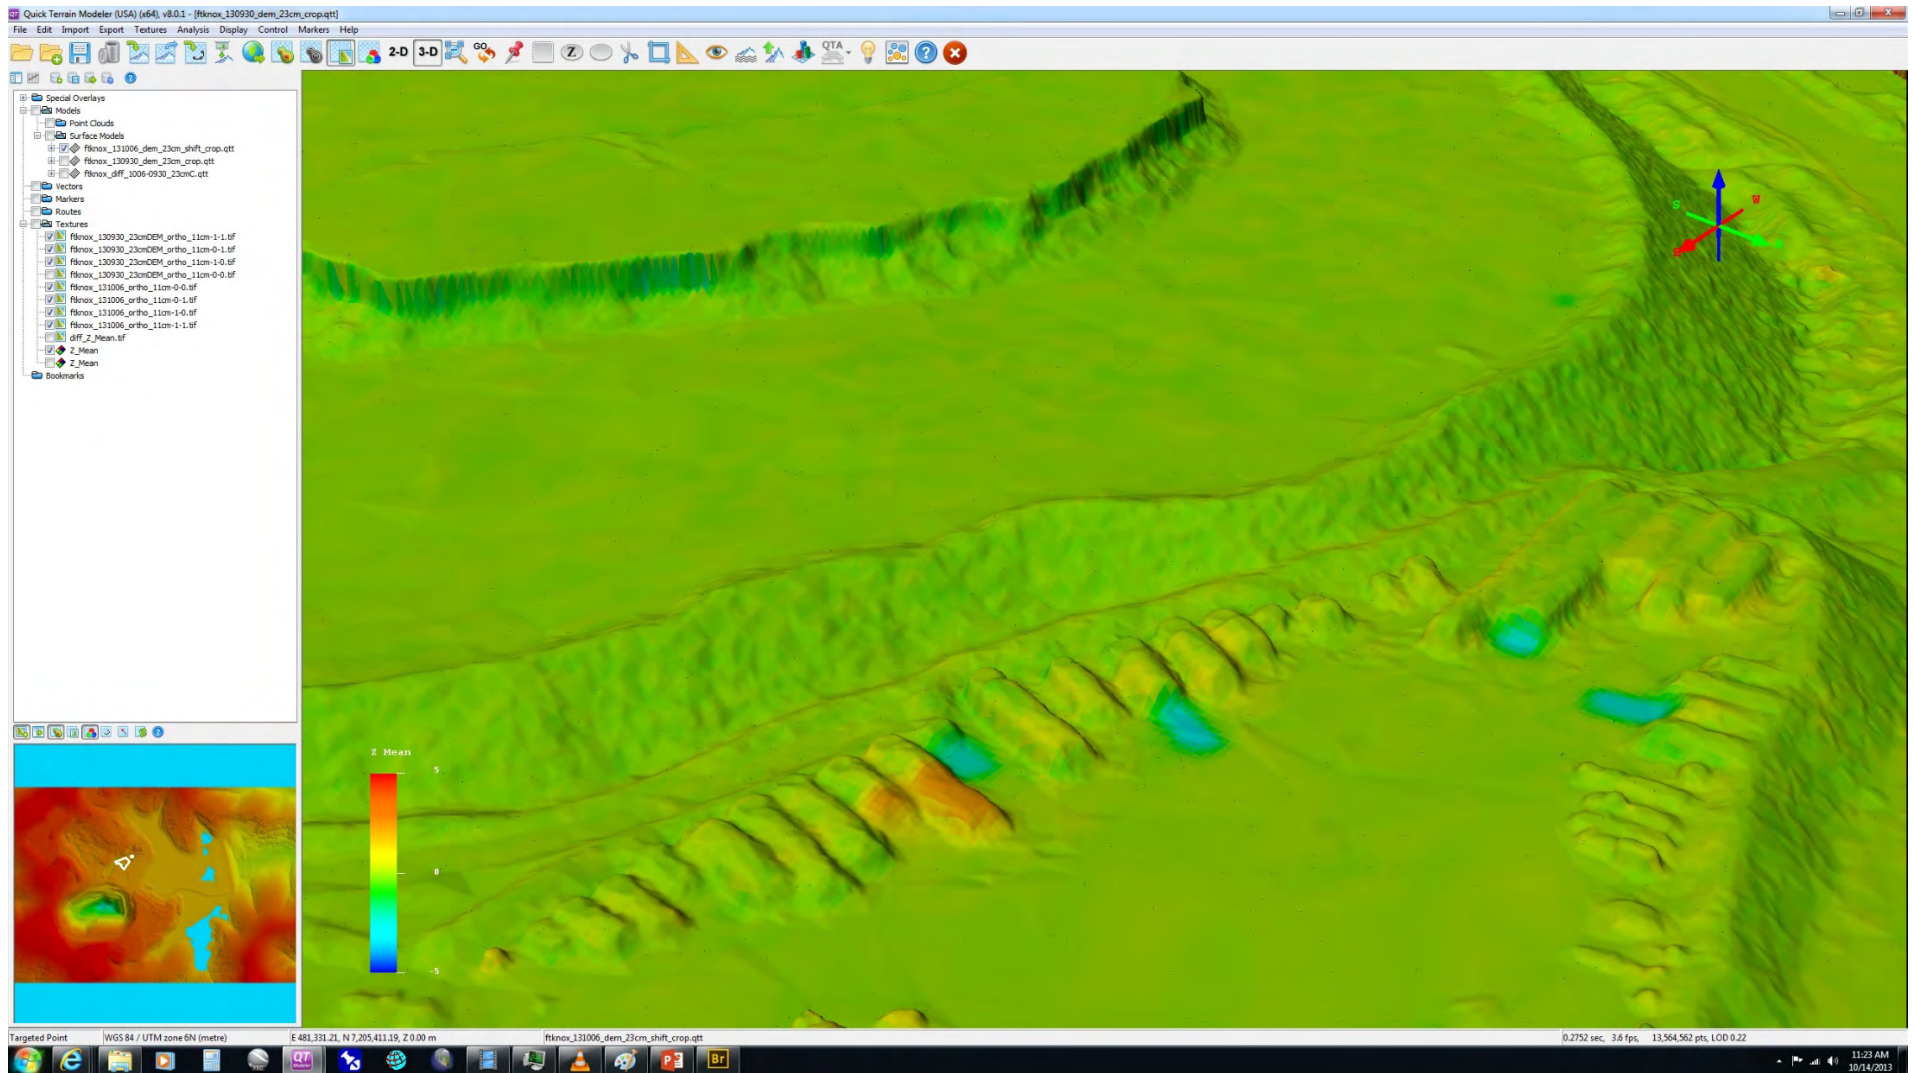 Quick Terrain Modeler (USA) (x64), v8.0.1 - [ftknox_130930_dem_23cm_crop.qtt]
File Edit Import Export Textures Analysis Display Control Markers Help
Z 2-D 3-D GO Z QTA
Special Overlays
Models
Point Clouds
Surface Models
ftknox_131006_dem_23cm_shift_crop.qtt
ftknox_130930_dem_23cm_crop.qtt
ftknox_diff_1006-0930_23cmC.qtt
Vectors
Markers
Routes
Textures
ftknox_130930_23cmDEM_ortho_11cm-1-1.tif
ftknox_130930_23cmDEM_ortho_11cm-0-1.tif
ftknox_130930_23cmDEM_ortho_11cm-1-0.tif
ftknox_130930_23cmDEM_ortho_11cm-0-0.tif
ftknox_131006_ortho_11cm-0-0.tif
ftknox_131006_ortho_11cm-0-1.tif
ftknox_131006_ortho_11cm-1-0.tif
ftknox_131006_ortho_11cm-1-1.tif
diff_Z_Mean.tif
Z_Mean
Z_Mean
Bookmarks
S W
Z Mean
5
0
-5
Targeted Point WGS 84 / UTM zone 6N (metre) E 481,331.21, N 7,205,411.19, Z 0.00 m ftknox_131006_dem_23cm_shift_crop.qtt 0.2752 sec, 3.6 fps, 13,564,562 pts, LOD 0.22
QT Br
11:23 AM
10/14/2013